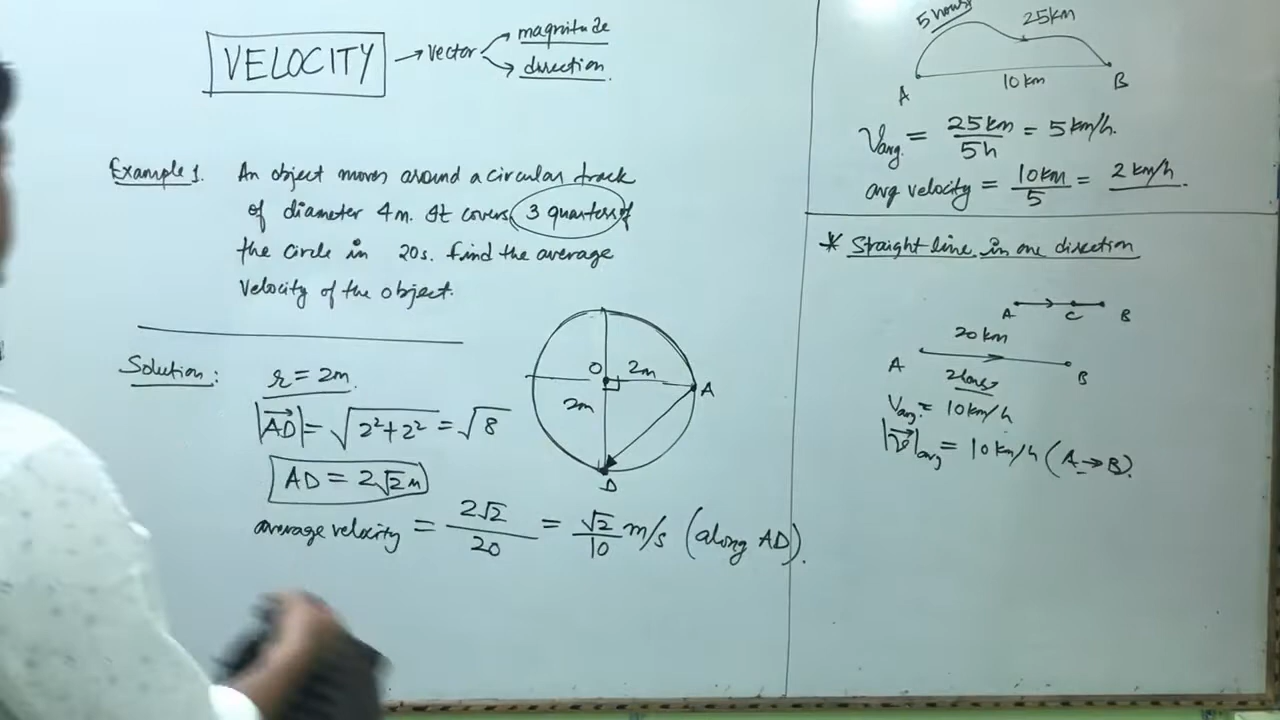 VELOCITY → vector
magnitude
direction
Example 1. An object moves around a circular track
of diameter 4m. It covers 3 quarters of
the circle in 20s. Find the average
velocity of the object.
Solution: r = 2m
|AD| = √2²+2² = √8
AD = 2√2 m
average velocity = 2√2/20 = √2/10 m/s (along AD).
O
2m
A
2m
D
5 hours
25km
A
10 km
B
Vavg. = 25km/5h = 5 km/h.
avg velocity = 10km/5 = 2 km/h
* Straight line in one direction
A C B
20 km
A
B
2 hours
Vavg. = 10km/h
|v|avg = 10 km/h (A→B).